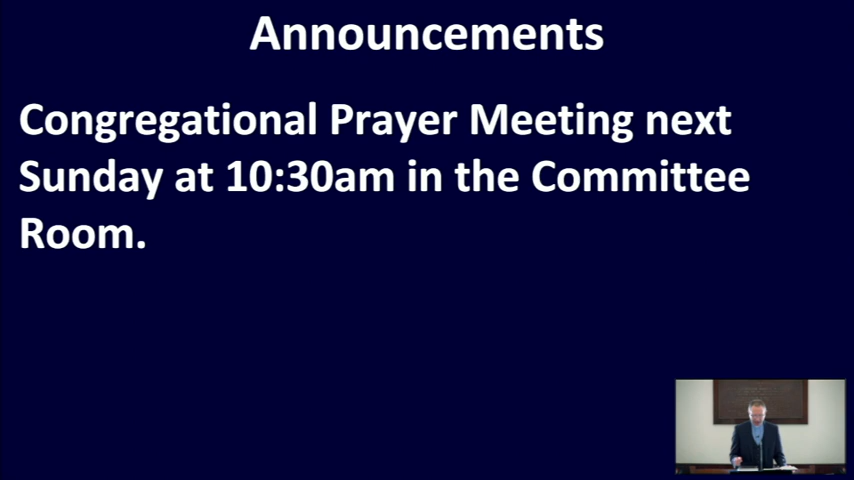 Announcements
Congregational Prayer Meeting next
Sunday at 10:30am in the Committee
Room.